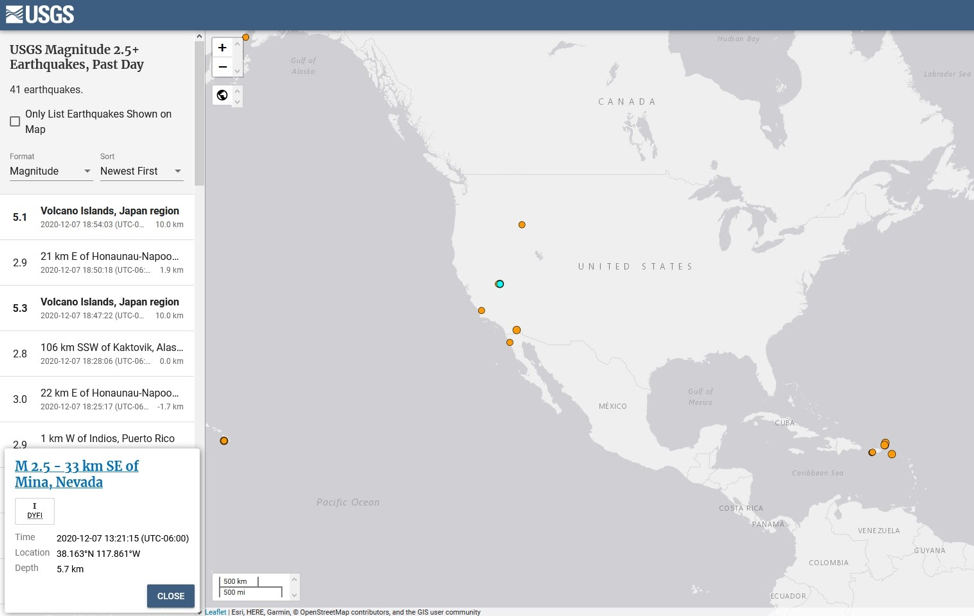 USGS
USGS Magnitude 2.5+
Earthquakes, Past Day
41 earthquakes.
Only List Earthquakes Shown on
Map
Format
Sort
Magnitude
Newest First
5.1
Volcano Islands, Japan region
2020-12-07 18:54:03 (UTC-0...
10.0 km
2.9
21 km E of Honaunau-Napoo...
2020-12-07 18:50:18 (UTC-06:...
1.9 km
5.3
Volcano Islands, Japan region
2020-12-07 18:47:22 (UTC-0...
10.0 km
2.8
106 km SSW of Kaktovik, Alas...
2020-12-07 18:28:06 (UTC-06:...
0.0 km
3.0
22 km E of Honaunau-Napoo...
2020-12-07 18:25:17 (UTC-06...
-1.7 km
2.9
1 km W of Indios, Puerto Rico
M 2.5 - 33 km SE of
Mina, Nevada
I
DYFI
Time
2020-12-07 13:21:15 (UTC-06:00)
Location
38.163°N 117.861°W
Depth
5.7 km
CLOSE
+
−
Hudson Bay
Gulf of
Alaska
Labrador Sea
CANADA
UNITED STATES
Gulf of
Mexico
MÉXICO
CUBA
Caribbean Sea
Pacific Ocean
COSTA RICA
PANAMA
VENEZUELA
GUYANA
COLOMBIA
ECUADOR
500 km
500 mi
Leaflet | Esri, HERE, Garmin, © OpenStreetMap contributors, and the GIS user community